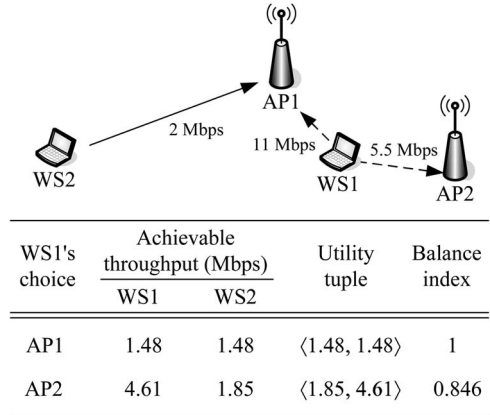 AP1
2 Mbps
11 Mbps
5.5 Mbps
WS2
WS1
AP2
WS1's choice
Achievable throughput (Mbps)
Utility tuple
Balance index
WS1
WS2
AP1 1.48 1.48 ⟨1.48, 1.48⟩ 1
AP2 4.61 1.85 ⟨1.85, 4.61⟩ 0.846